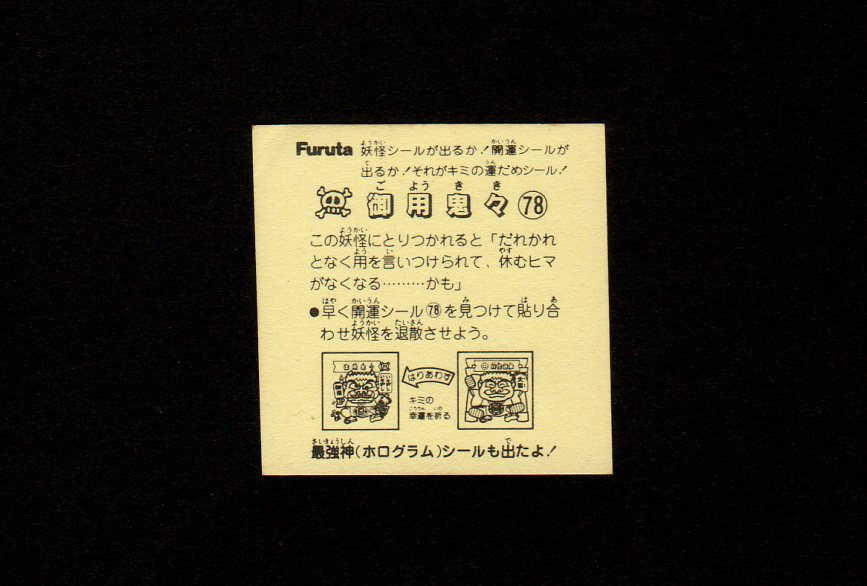 Furuta 妖怪シールが出るか!開運シールが
出るか!それがキミの運だめシール!
御用鬼々 78
この妖怪にとりつかれると「だれかれ
となく用を言いつけられて、休むヒマ
がなくなる………かも」
●早く開運シール78を見つけて貼り合
わせ妖怪を退散させよう。
はりあわす
キミの
幸運を祈る
最強神(ホログラム)シールも出たよ!